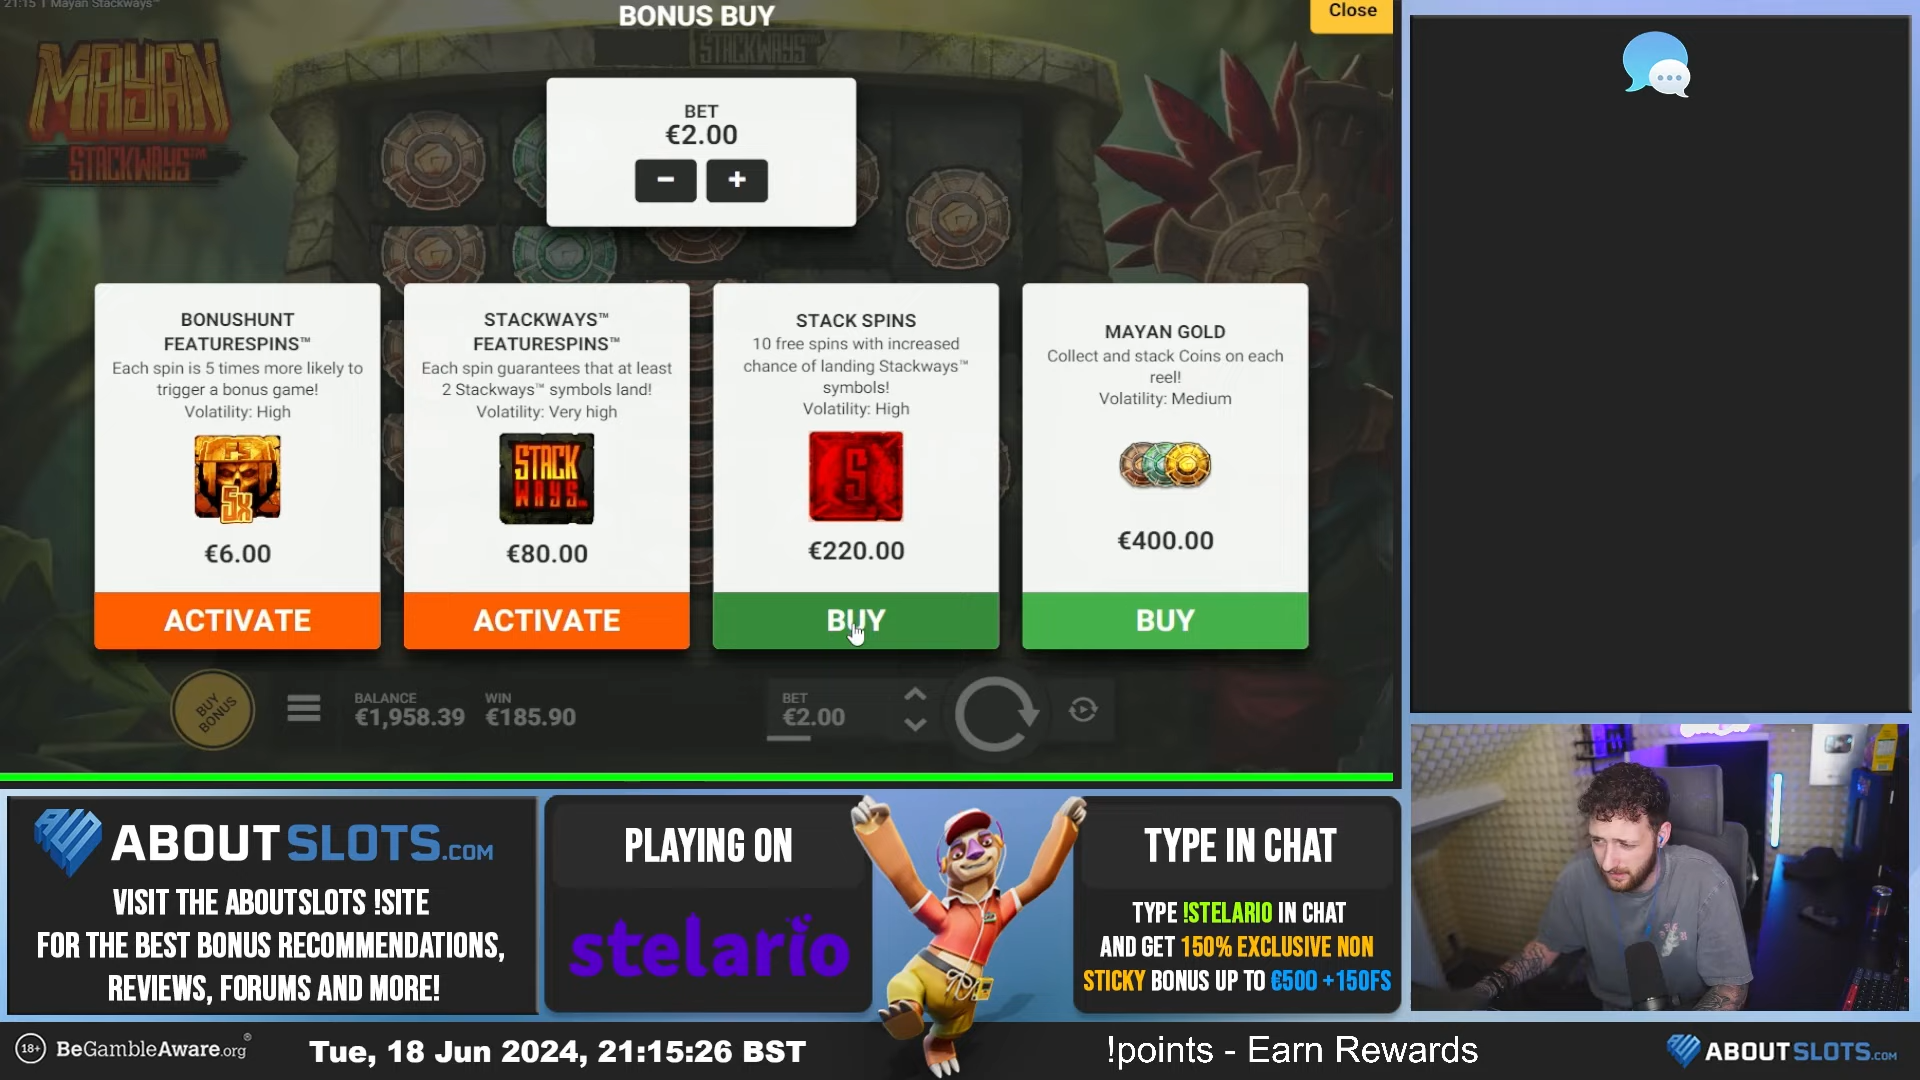 21:15 | Mayan Stackways™
BONUS BUY
Close
MAYAN
STACKWAYS™
STACKWAYS
BET
€2.00
−
+
BONUSHUNT
FEATURESPINS™
Each spin is 5 times more likely to
trigger a bonus game!
Volatility: High
FS
5X
€6.00
ACTIVATE
STACKWAYS™
FEATURESPINS™
Each spin guarantees that at least
2 Stackways™ symbols land!
Volatility: Very high
STACK
WAYS
€80.00
ACTIVATE
STACK SPINS
10 free spins with increased
chance of landing Stackways™
symbols!
Volatility: High
S
€220.00
BUY
MAYAN GOLD
Collect and stack Coins on each
reel!
Volatility: Medium
€400.00
BUY
BUY
BONUS
BALANCE
€1,958.39
WIN
€185.90
BET
€2.00
ABOUTSLOTS.COM
VISIT THE ABOUTSLOTS !SITE
FOR THE BEST BONUS RECOMMENDATIONS,
REVIEWS, FORUMS AND MORE!
PLAYING ON
stelario
TYPE IN CHAT
TYPE !STELARIO IN CHAT
AND GET 150% EXCLUSIVE NON
STICKY BONUS UP TO €500 +150FS
18+
BeGambleAware.org®
Tue, 18 Jun 2024, 21:15:26 BST
!points - Earn Rewards
ABOUTSLOTS.COM